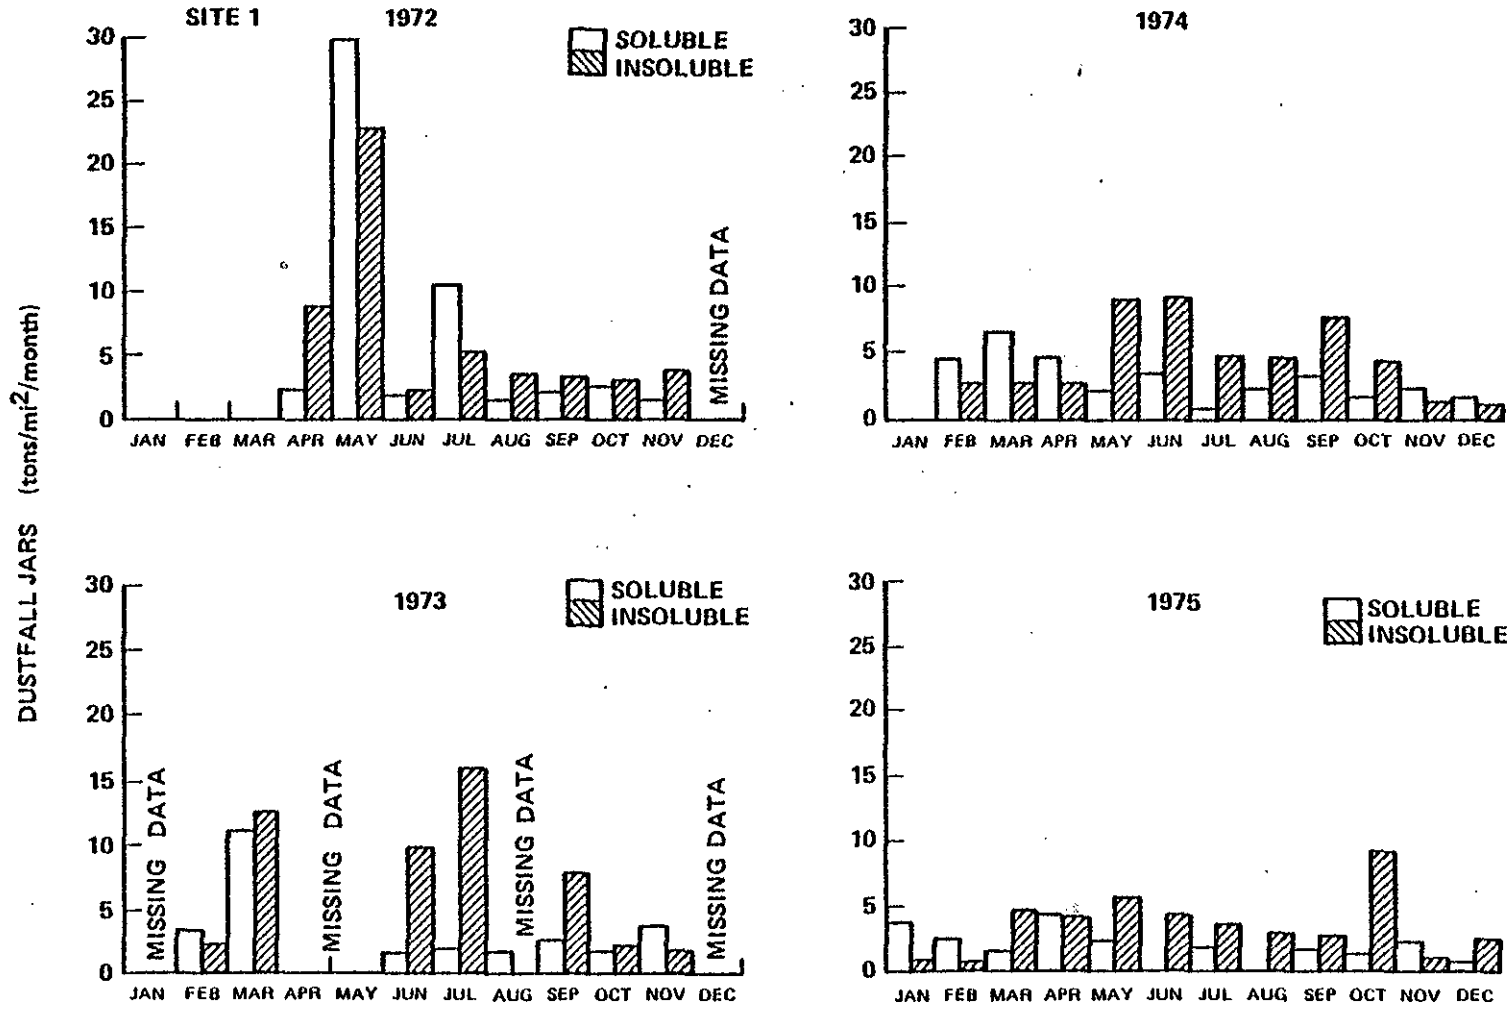 SITE 1 1972
SOLUBLE
INSOLUBLE
30
25
20
15
10
5
0
MISSING DATA
JAN FEB MAR APR MAY JUN JUL AUG SEP OCT NOV DEC
1974
30
25
20
15
10
5
0
JAN FEB MAR APR MAY JUN JUL AUG SEP OCT NOV DEC
DUSTFALL JARS (tons/mi²/month)
1973
SOLUBLE
INSOLUBLE
30
25
20
15
10
5
0
MISSING DATA
MISSING DATA
MISSING DATA
MISSING DATA
JAN FEB MAR APR MAY JUN JUL AUG SEP OCT NOV DEC
1975
SOLUBLE
INSOLUBLE
30
25
20
15
10
5
0
JAN FEB MAR APR MAY JUN JUL AUG SEP OCT NOV DEC